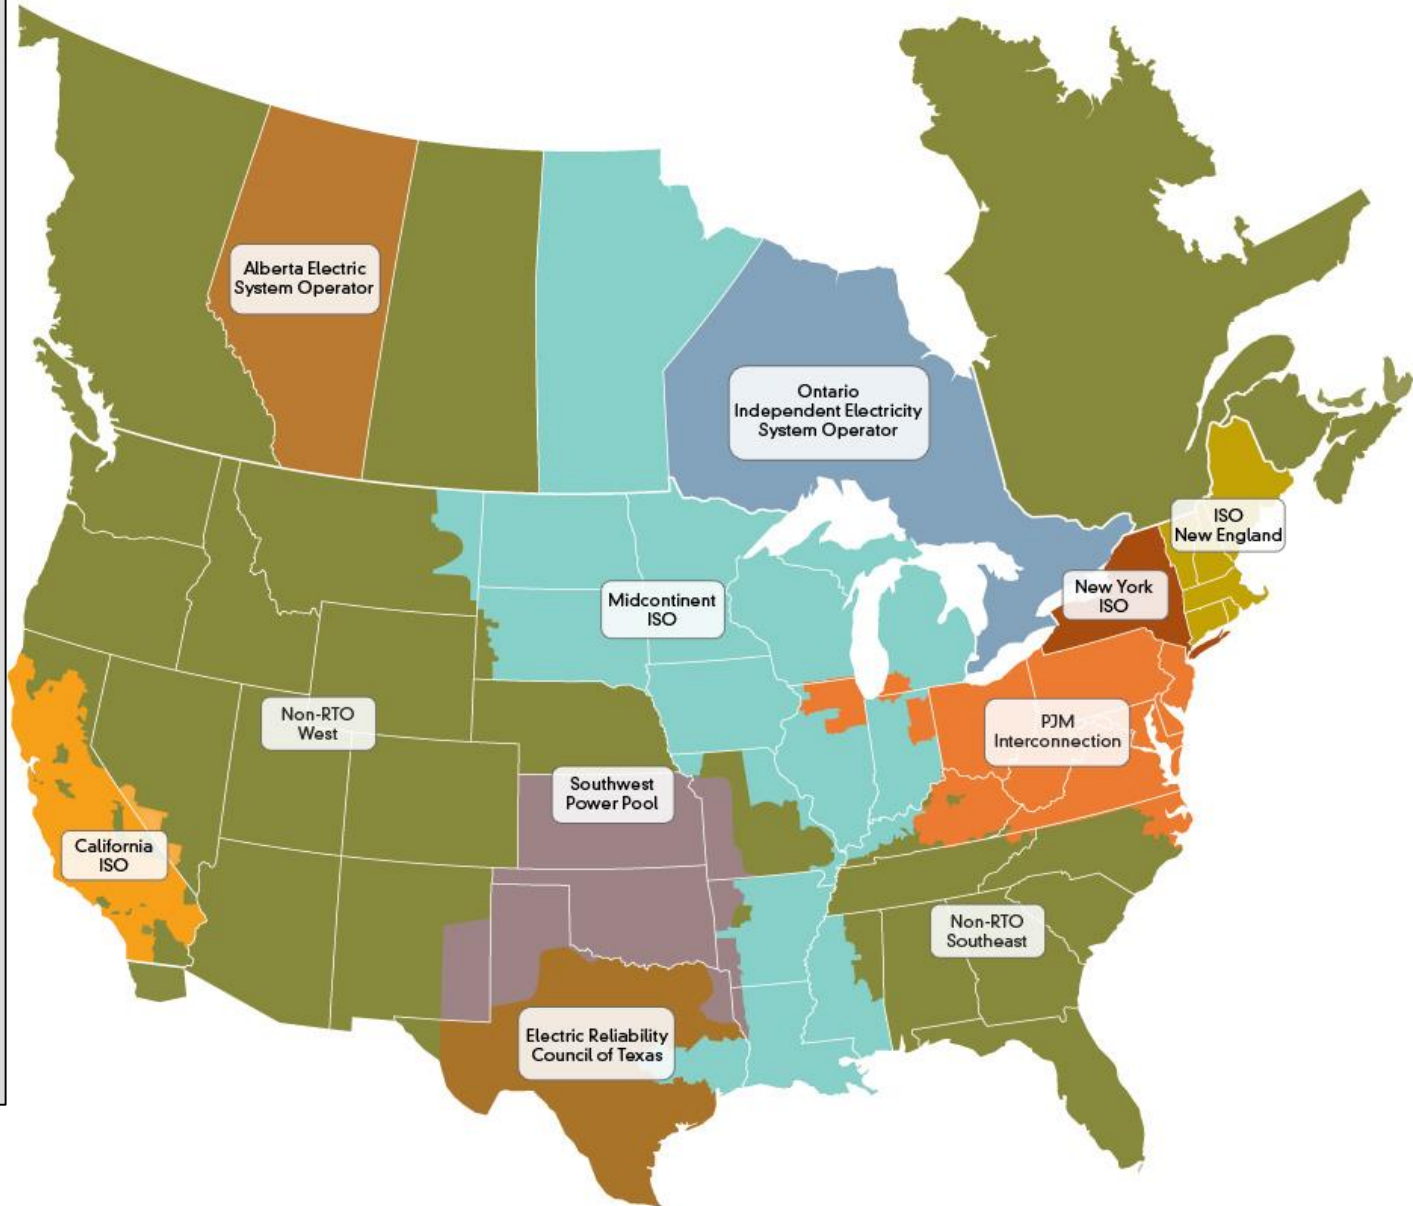 Alberta Electric
System Operator
Ontario
Independent Electricity
System Operator
ISO
New England
New York
ISO
Midcontinent
ISO
Non-RTO
West
PJM
Interconnection
Southwest
Power Pool
California
ISO
Non-RTO
Southeast
Electric Reliability
Council of Texas